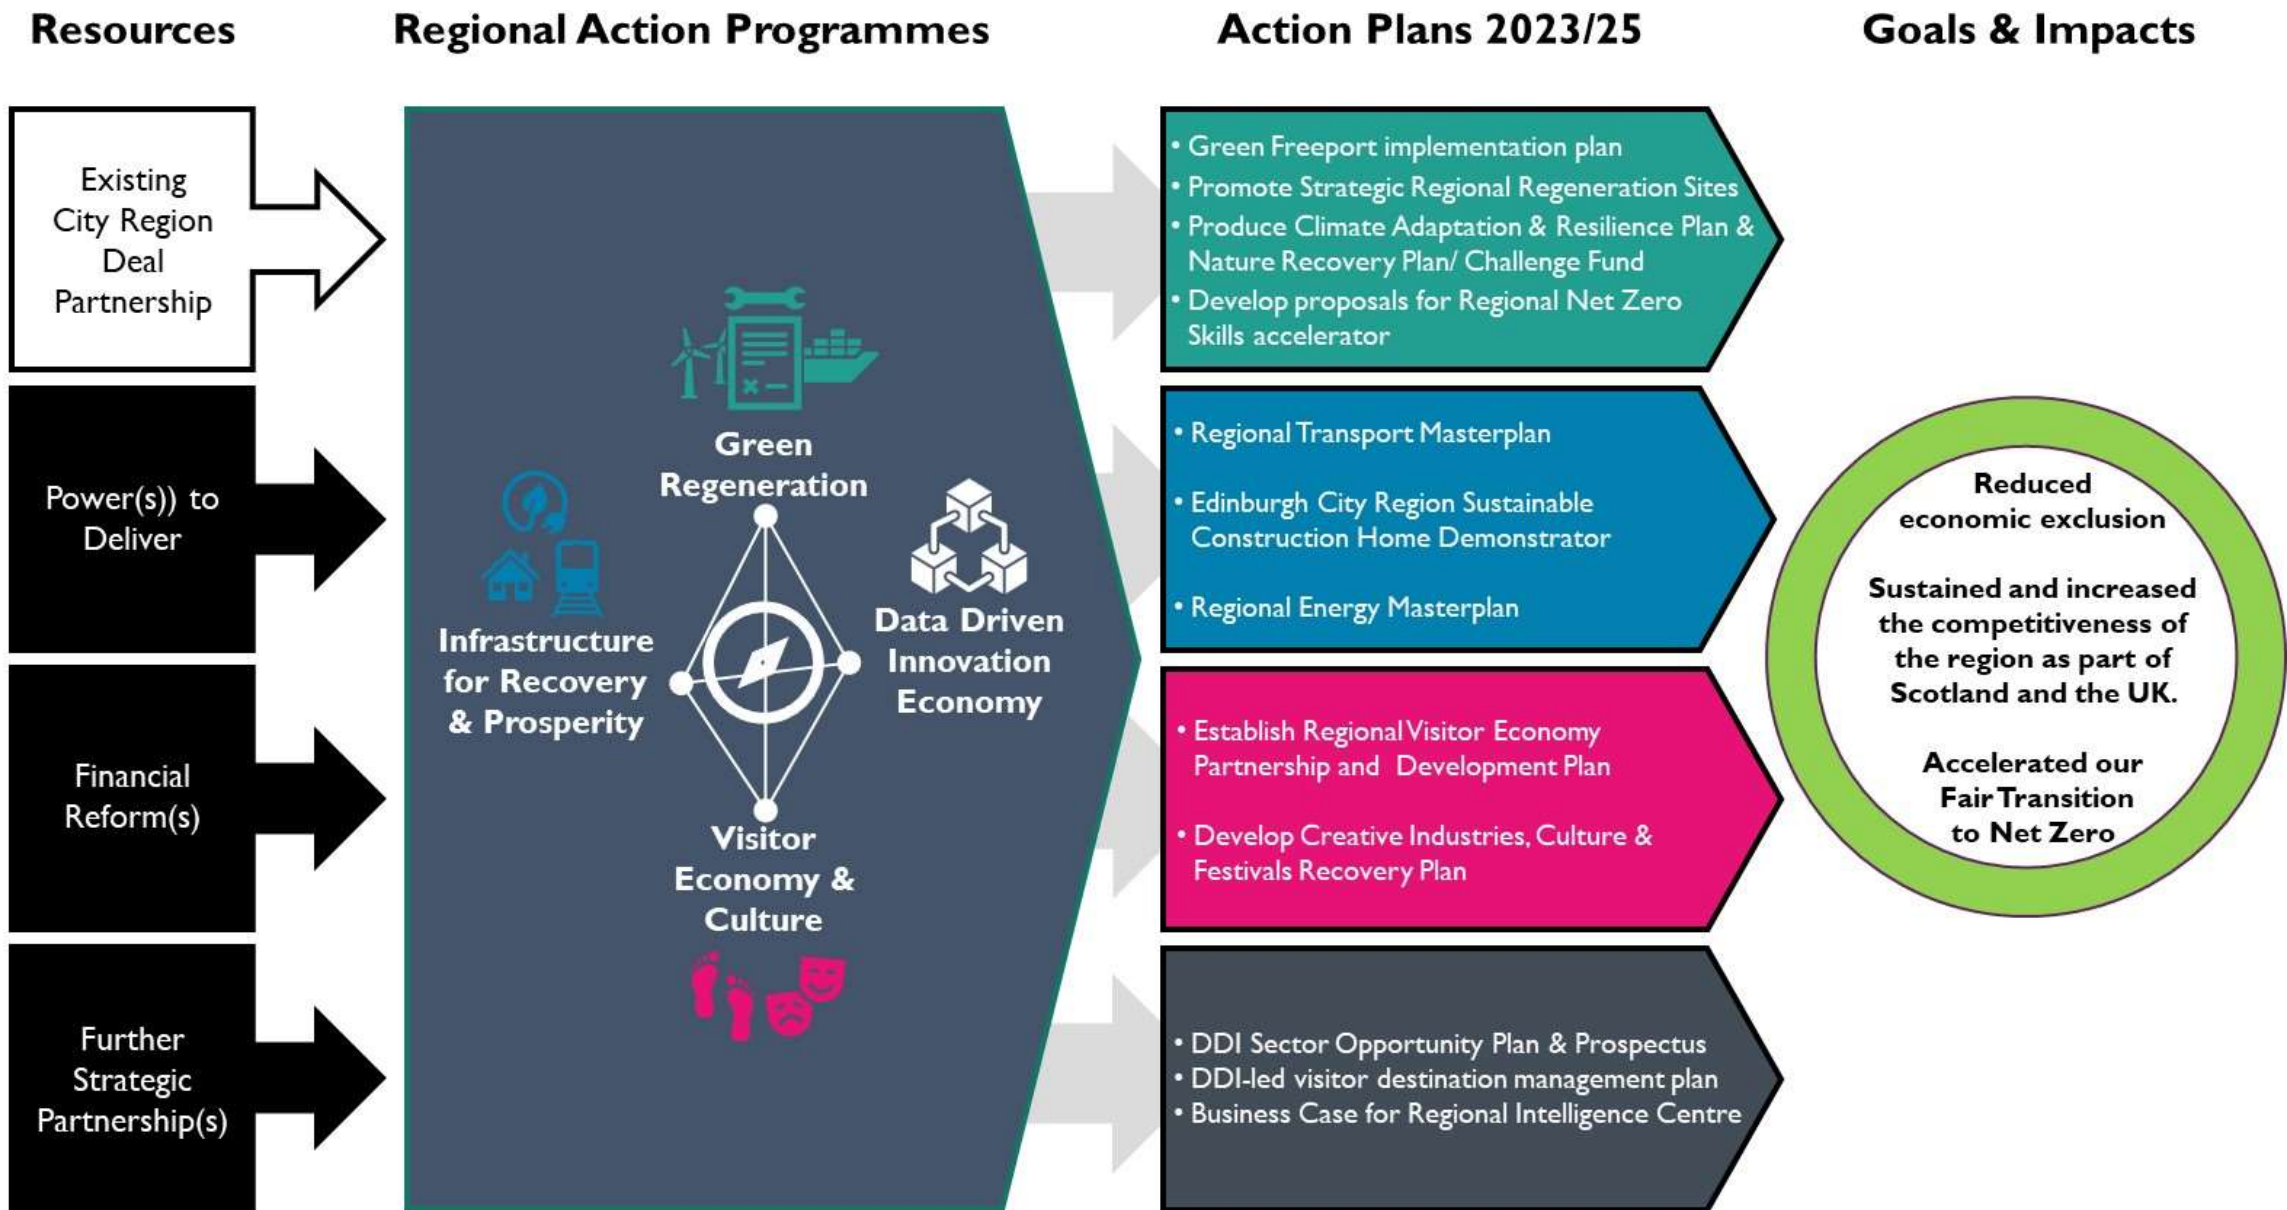 Resources
Regional Action Programmes
Action Plans 2023/25
Goals & Impacts
Existing
City Region
Deal
Partnership
Power(s)) to
Deliver
Financial
Reform(s)
Further
Strategic
Partnership(s)
Green
Regeneration
Infrastructure
for Recovery
& Prosperity
Data Driven
Innovation
Economy
Visitor
Economy &
Culture
• Green Freeport implementation plan
• Promote Strategic Regional Regeneration Sites
• Produce Climate Adaptation & Resilience Plan &
Nature Recovery Plan/ Challenge Fund
• Develop proposals for Regional Net Zero
Skills accelerator
• Regional Transport Masterplan
• Edinburgh City Region Sustainable
Construction Home Demonstrator
• Regional Energy Masterplan
• Establish Regional Visitor Economy
Partnership and Development Plan
• Develop Creative Industries, Culture &
Festivals Recovery Plan
• DDI Sector Opportunity Plan & Prospectus
• DDI-led visitor destination management plan
• Business Case for Regional Intelligence Centre
Reduced
economic exclusion
Sustained and increased
the competitiveness of
the region as part of
Scotland and the UK.
Accelerated our
Fair Transition
to Net Zero